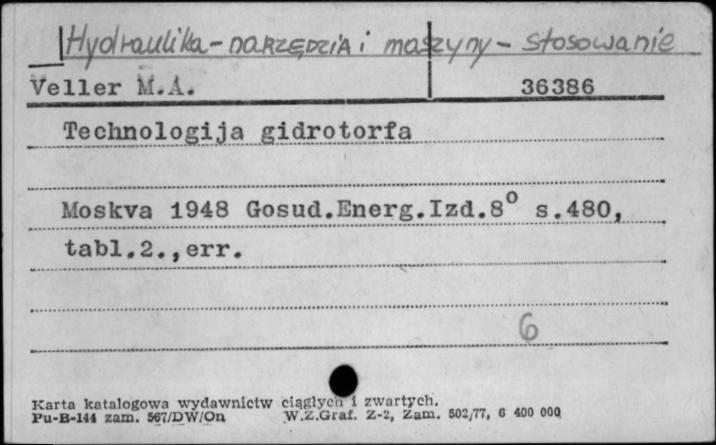 Hydraulika - narzędzia i maszyny - stosowanie
Veller M.A. 36386
Technologija gidrotorfa
Moskva 1948 Gosud.Energ.Izd.8° s.480,
tabl.2.,err.
6
Karta katalogowa wydawnictw ciągłych i zwartych.
Pu-B-144 zam. 567/DW/On W.Z.Graf. Z-2, Zam. 502/77, 6 400 000